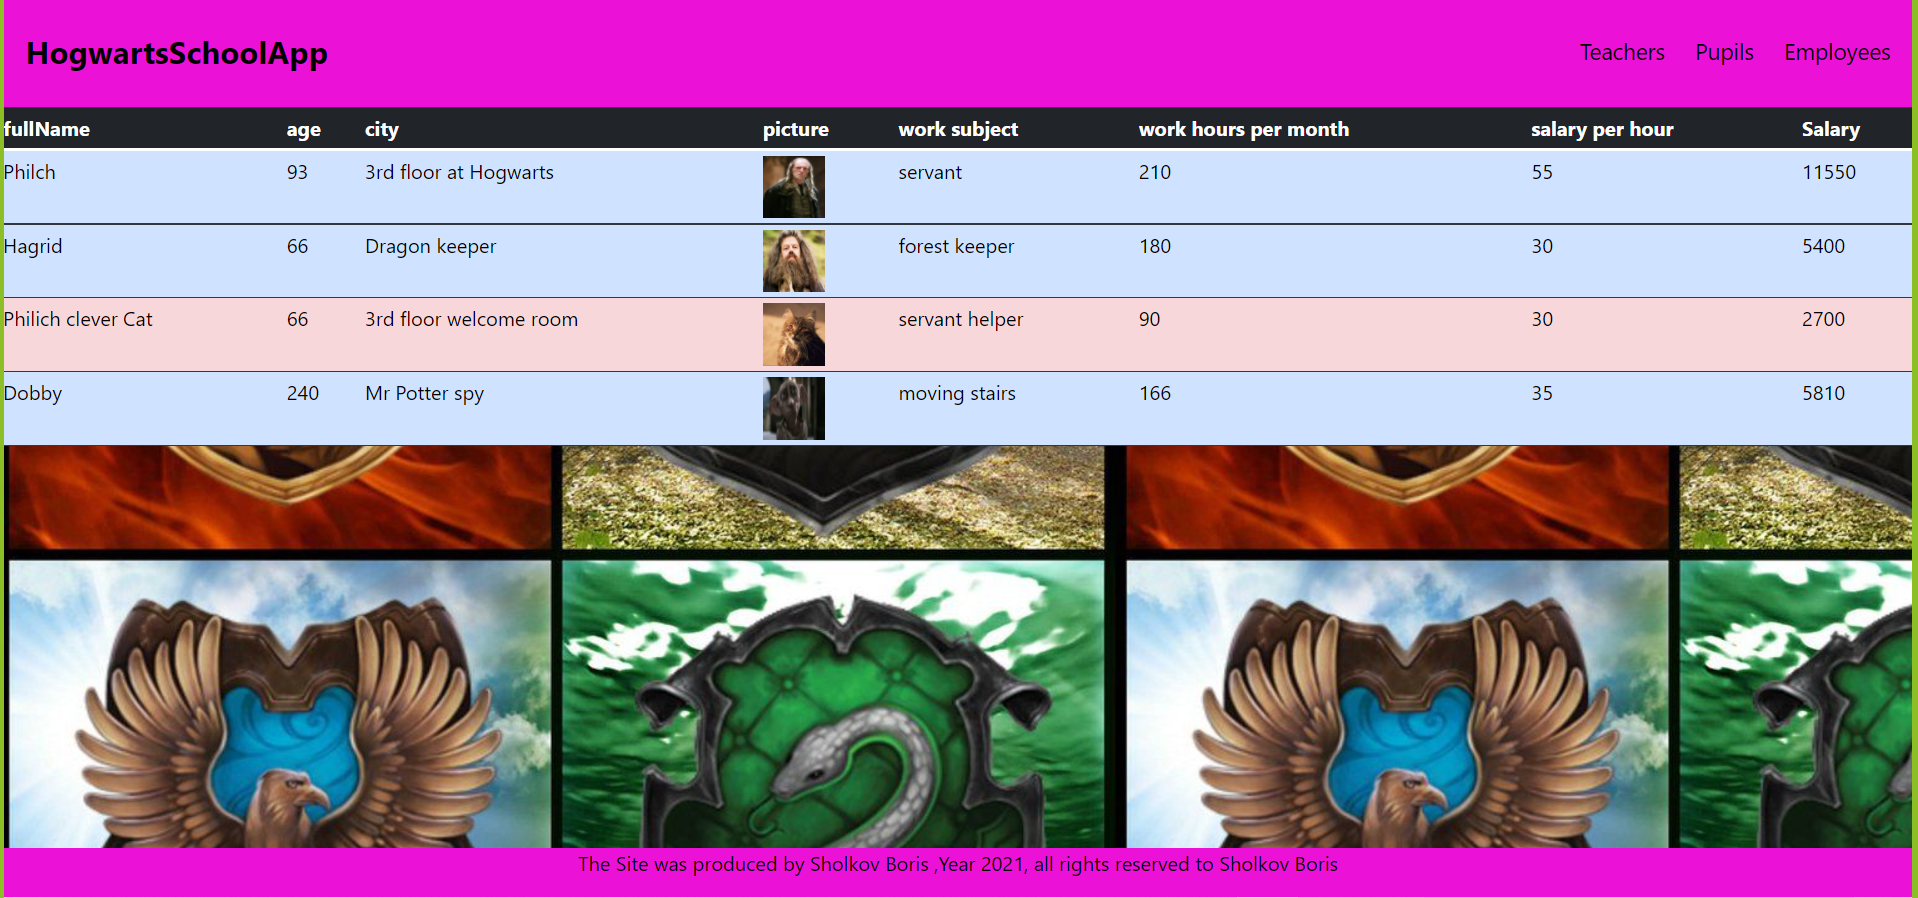 HogwartsSchoolApp Teachers Pupils Employees
fullName age city picture work subject work hours per month salary per hour Salary
Philch 93 3rd floor at Hogwarts servant 210 55 11550
Hagrid 66 Dragon keeper forest keeper 180 30 5400
Philich clever Cat 66 3rd floor welcome room servant helper 90 30 2700
Dobby 240 Mr Potter spy moving stairs 166 35 5810
The Site was produced by Sholkov Boris ,Year 2021, all rights reserved to Sholkov Boris